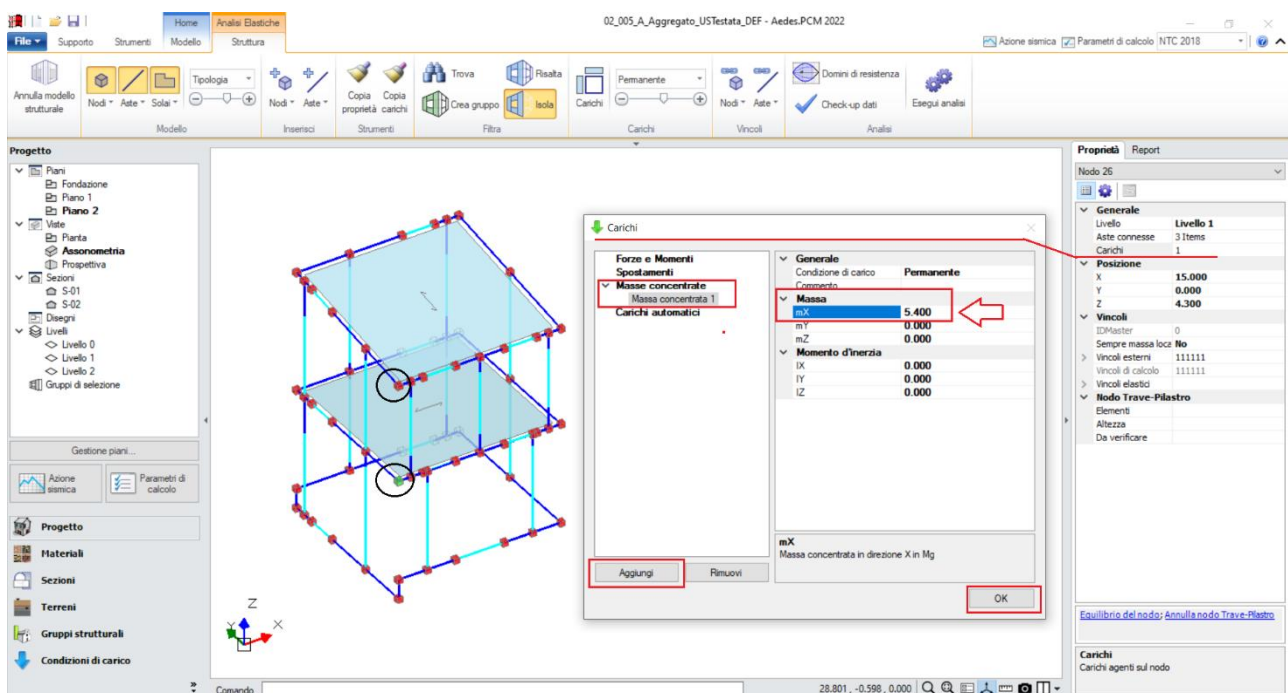 02_005_A_Aggregato_USTestata_DEF - Aedes.PCM 2022
Home
Analisi Elastiche
File
Supporto
Strumenti
Modello
Struttura
Azione sismica
Parametri di calcolo
NTC 2018
Annulla modello
strutturale
Nodi
Aste
Solai
Tipologia
Modello
Nodi
Aste
Inserisci
Copia
proprietà
Copia
carichi
Strumenti
Trova
Crea gruppo
Risalta
Isola
Filtra
Carichi
Permanente
Carichi
Nodi
Aste
Vincoli
Domini di resistenza
Check-up dati
Esegui analisi
Analisi
Progetto
Piani
Fondazione
Piano 1
Piano 2
Viste
Pianta
Assonometria
Prospettiva
Sezioni
S-01
S-02
Disegni
Livelli
Livello 0
Livello 1
Livello 2
Gruppi di selezione
Gestione piani...
Azione
sismica
Parametri di
calcolo
Progetto
Materiali
Sezioni
Terreni
Gruppi strutturali
Condizioni di carico
Z
Y
X
Carichi
Forze e Momenti
Spostamenti
Masse concentrate
Massa concentrata 1
Carichi automatici
Aggiungi
Rimuovi
Generale
Condizione di carico Permanente
Commento
Massa
mX 5.400
mY 0.000
mZ 0.000
Momento d'inerzia
IX 0.000
IY 0.000
IZ 0.000
mX
Massa concentrata in direzione X in Mg
OK
Proprietà
Report
Nodo 26
Generale
Livello Livello 1
Aste connesse 3 Items
Carichi 1
Posizione
X 15.000
Y 0.000
Z 4.300
Vincoli
IDMaster 0
Sempre massa loca No
Vincoli esterni 111111
Vincoli di calcolo 111111
Vincoli elastici
Nodo Trave-Pilastro
Elementi
Altezza
Da verificare
Equilibrio del nodo; Annulla nodo Trave-Pilastro
Carichi
Carichi agenti sul nodo
Comando
28.801 , -0.598 , 0.000